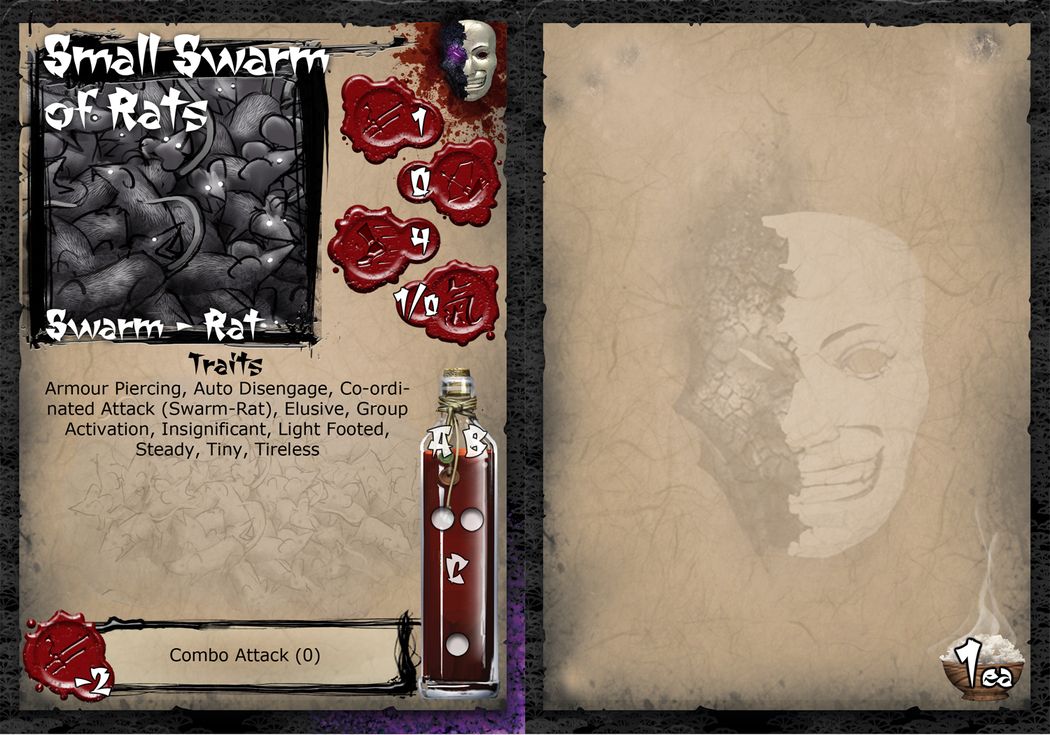 Small Swarm
of Rats
1
0
4
1/0
氣
Swarm - Rat
Traits
Armour Piercing, Auto Disengage, Co-ordi-
nated Attack (Swarm-Rat), Elusive, Group
Activation, Insignificant, Light Footed,
Steady, Tiny, Tireless
A B
C
Combo Attack (0)
-2
1ea